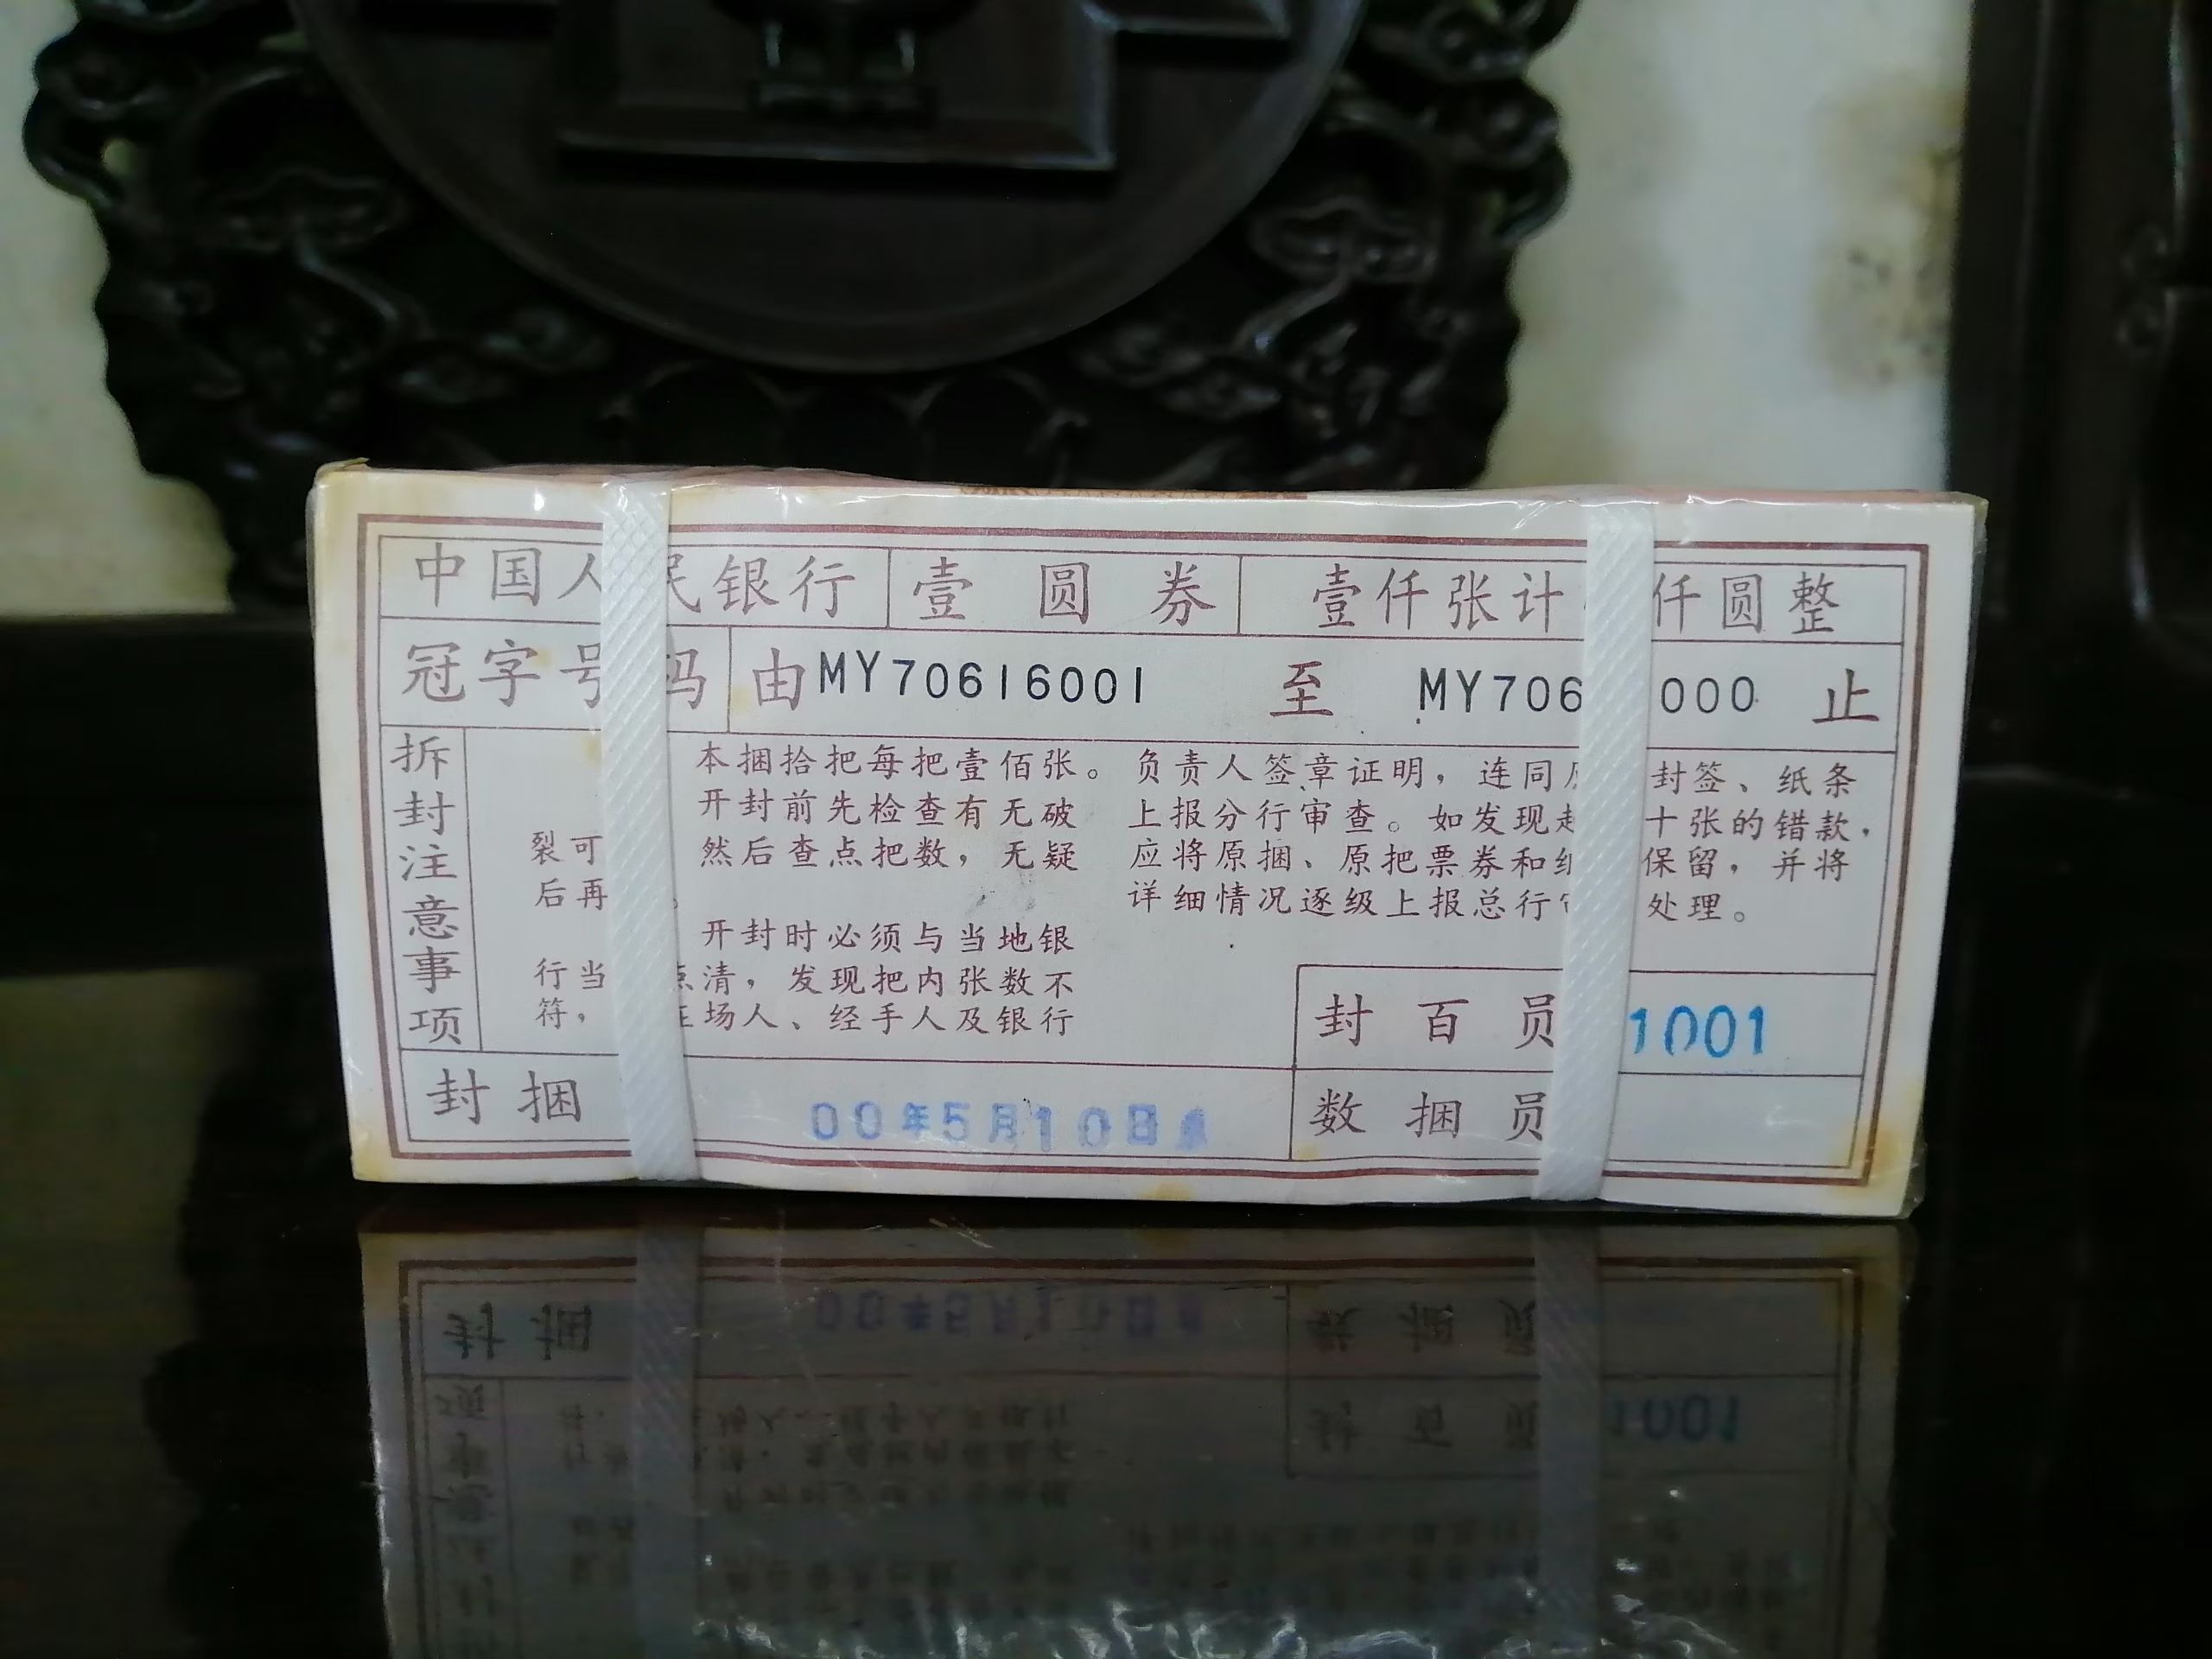 中国人民银行 壹圆券 壹仟张计 仟圆整
冠字号码 由MY70616001 至 MY706 000 止
拆封注意事项
本捆拾把每把壹佰张。
开封前先检查有无破
裂可 然后查点把数，无疑
后再 。
开封时必须与当地银
行当 点清，发现把内张数不
符， 在场人、经手人及银行
负责人签章证明，连同原 封签、纸条
上报分行审查。如发现超 十张的错款，
应将原捆、原把票券和纸 保留，并将
详细情况逐级上报总行 处理。
封百员 1001
封捆 00年5月10日
数捆员